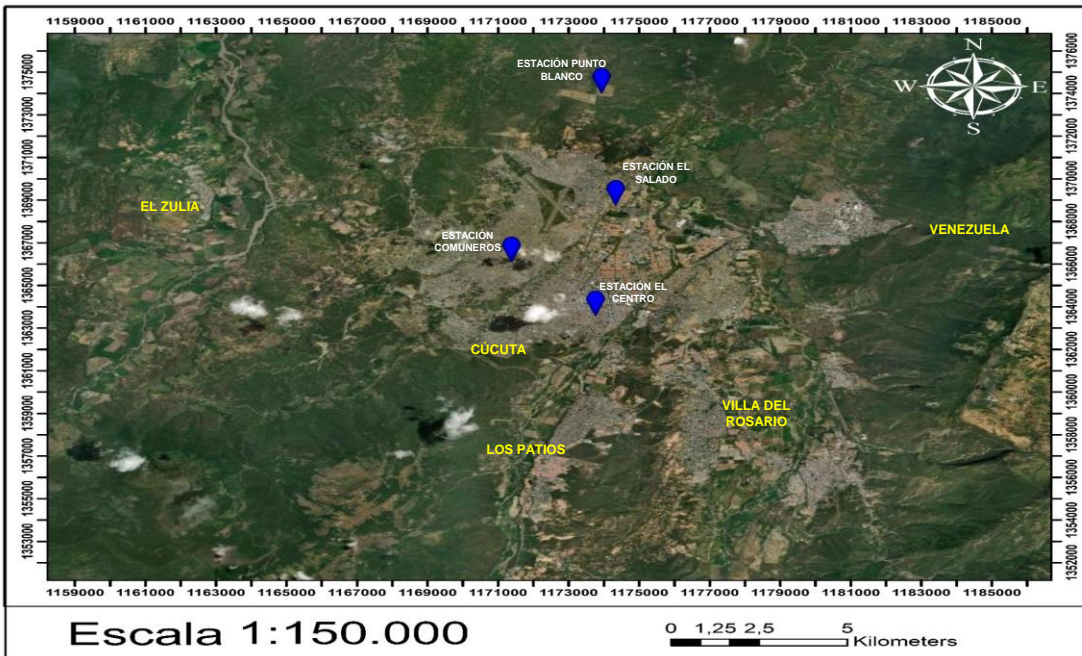 1159000 1161000 1163000 1165000 1167000 1169000 1171000 1173000 1175000 1177000 1179000 1181000 1183000 1185000
1376000
1375000
1374000
1373000
1372000
1371000
1370000
1369000
1368000
1367000
1366000
1365000
1364000
1363000
1362000
1361000
1360000
1359000
1358000
1357000
1356000
1355000
1354000
1353000
1352000
N
W E
S
ESTACIÓN PUNTO
BLANCO
ESTACIÓN EL
SALADO
EL ZULIA
VENEZUELA
ESTACIÓN
COMUNEROS
ESTACIÓN EL
CENTRO
CÚCUTA
VILLA DEL
ROSARIO
LOS PATIOS
1159000 1161000 1163000 1165000 1167000 1169000 1171000 1173000 1175000 1177000 1179000 1181000 1183000 1185000
Escala 1:150.000
0 1,25 2,5 5
Kilometers